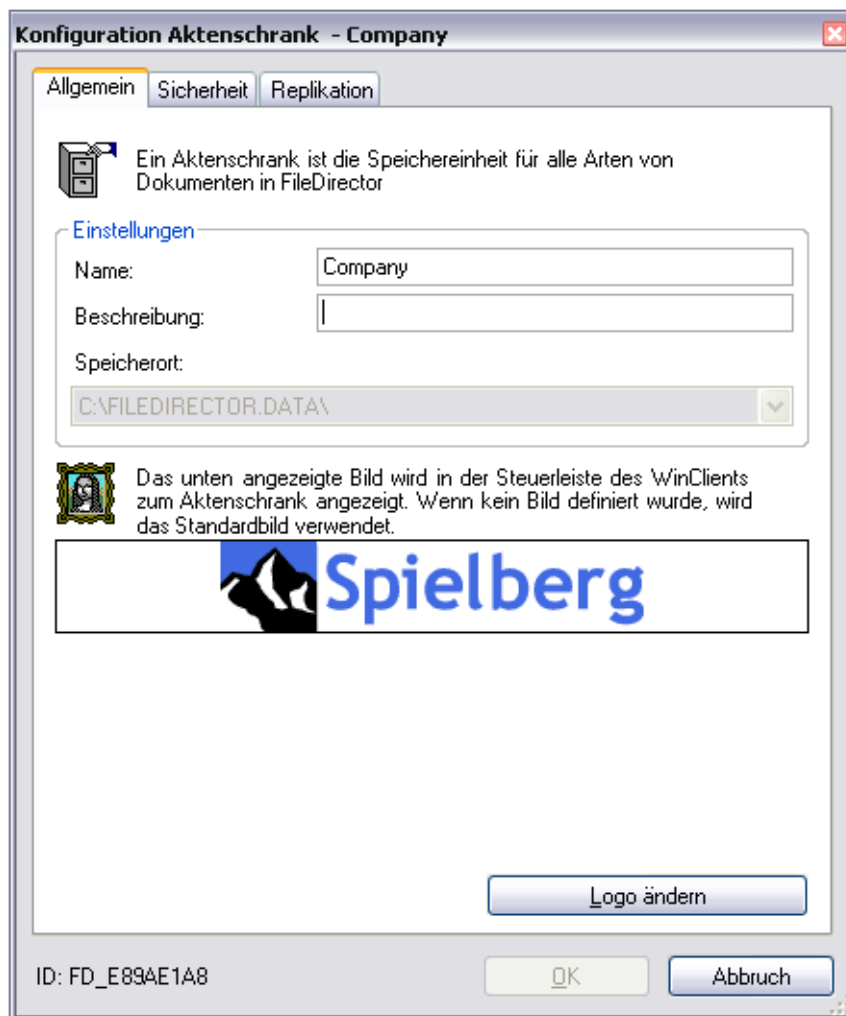 Konfiguration Aktenschrank - Company
Allgemein
Sicherheit
Replikation
Ein Aktenschrank ist die Speichereinheit für alle Arten von
Dokumenten in FileDirector
Einstellungen
Name:
Company
Beschreibung:
Speicherort:
C:\FILEDIRECTOR.DATA\
Das unten angezeigte Bild wird in der Steuerleiste des WinClients
zum Aktenschrank angezeigt. Wenn kein Bild definiert wurde, wird
das Standardbild verwendet.
Spielberg
Logo ändern
ID: FD_E89AE1A8
OK
Abbruch